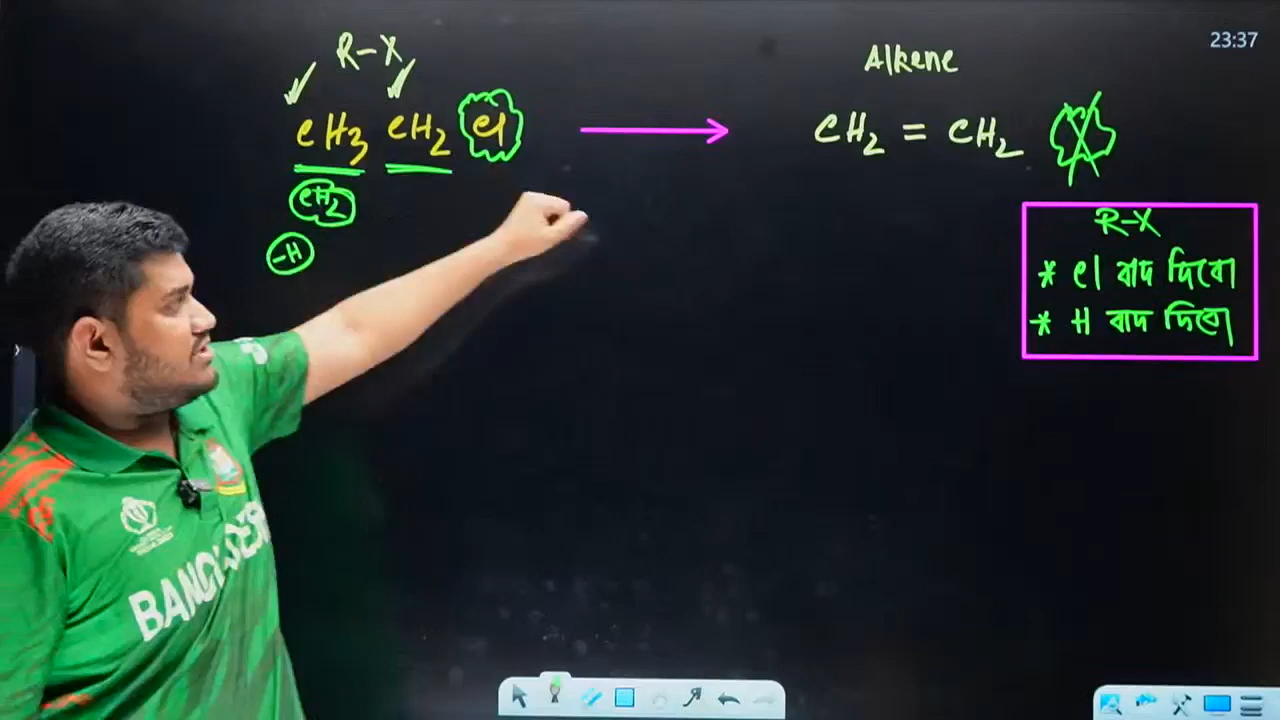 23:37
R-X
Alkene
CH3 CH2 Cl
CH2 = CH2 X
CH2
-H
R-X
* Cl বাদ দিবো
* H বাদ দিবো
BANGLADESH